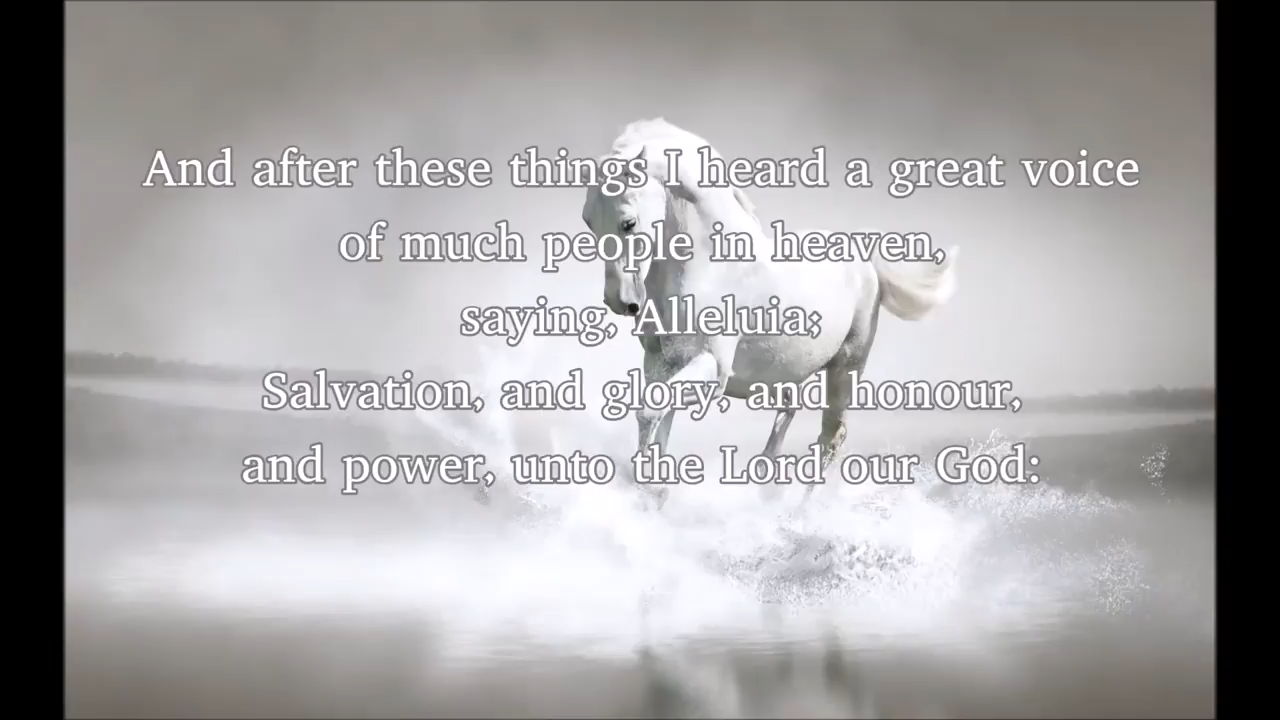 And after these things I heard a great voice
of much people in heaven,
saying, Alleluia;
Salvation, and glory, and honour,
and power, unto the Lord our God: